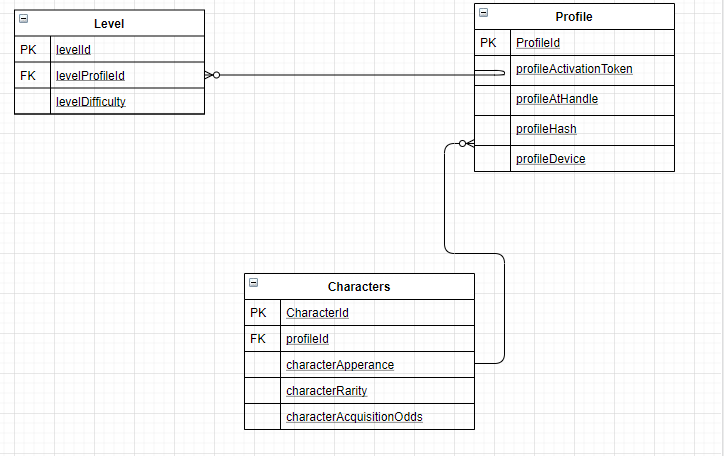 Level
PK levelId
FK levelProfileId
levelDifficulty
Profile
PK ProfileId
profileActivationToken
profileAtHandle
profileHash
profileDevice
Characters
PK CharacterId
FK profileId
characterApperance
characterRarity
characterAcquisitionOdds